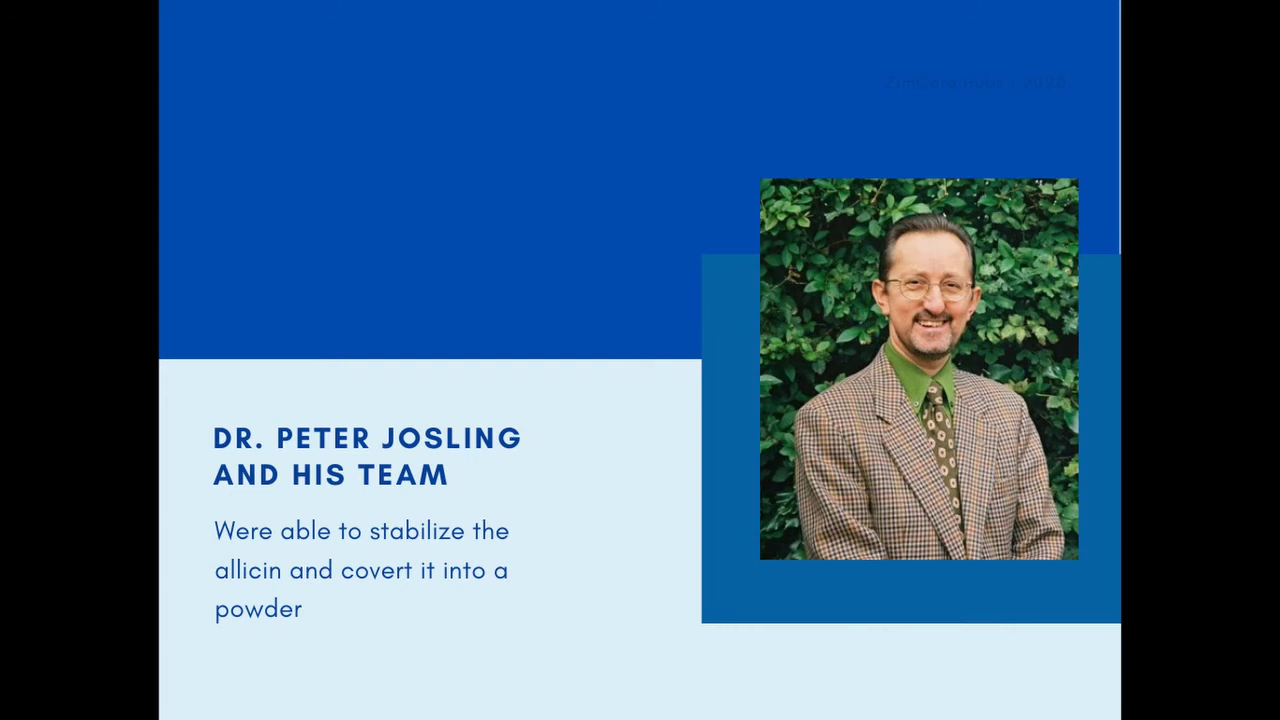 DR. PETER JOSLING
AND HIS TEAM
Were able to stabilize the
allicin and covert it into a
powder